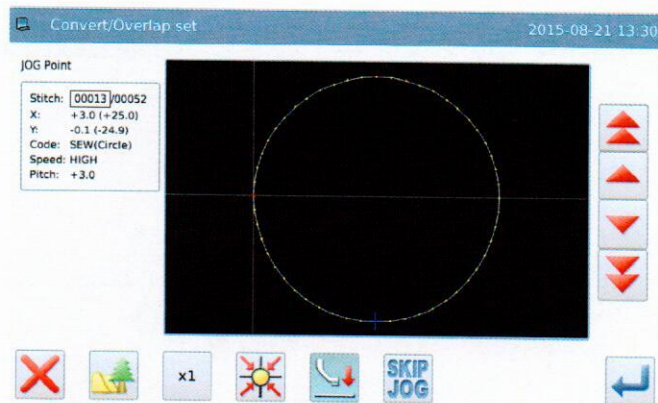 Convert/Overlap set 2015-08-21 13:30
JOG Point
Stitch: 00013/00052
X: +3.0 (+25.0)
Y: -0.1 (-24.9)
Code: SEW(Circle)
Speed: HIGH
Pitch: +3.0
x1
SKIP
JOG